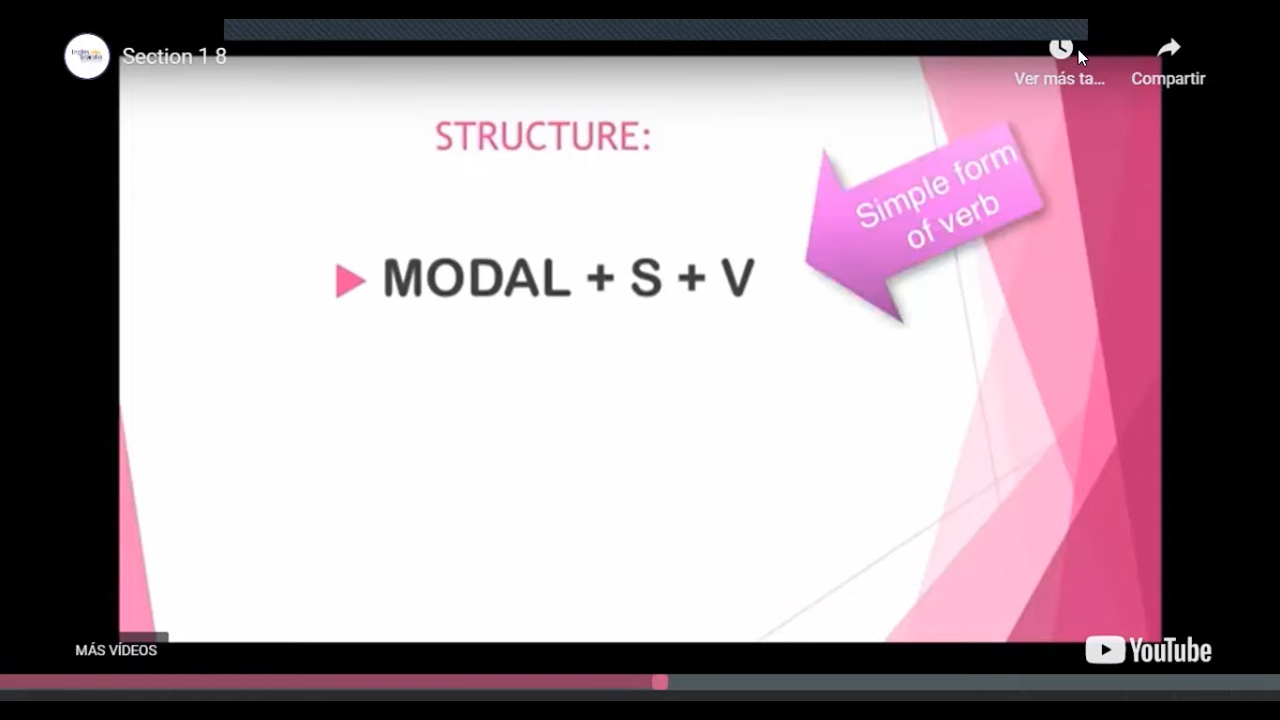 Section 1 8
Ver más ta...
Compartir
STRUCTURE:
Simple form
of verb
MODAL + S + V
MÁS VÍDEOS
YouTube